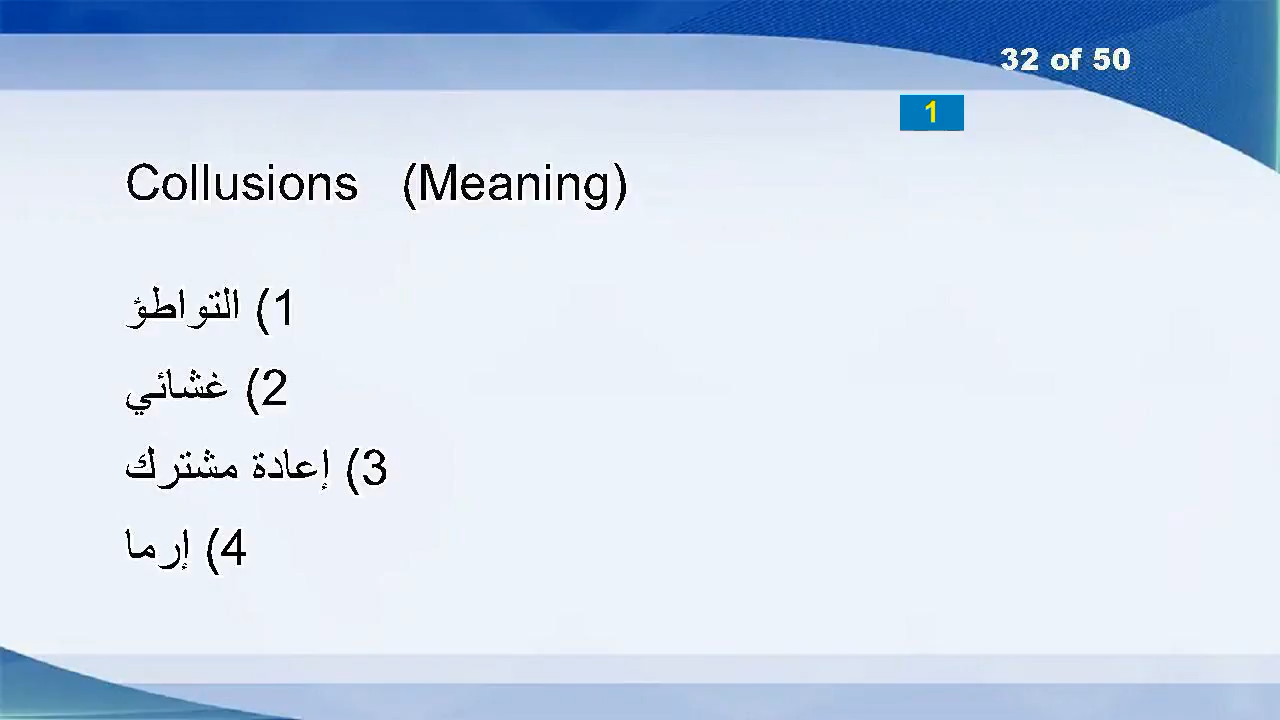 32 of 50
1
Collusions (Meaning)
1) التواطؤ
2) غشائي
3) إعادة مشترك
4) إرما